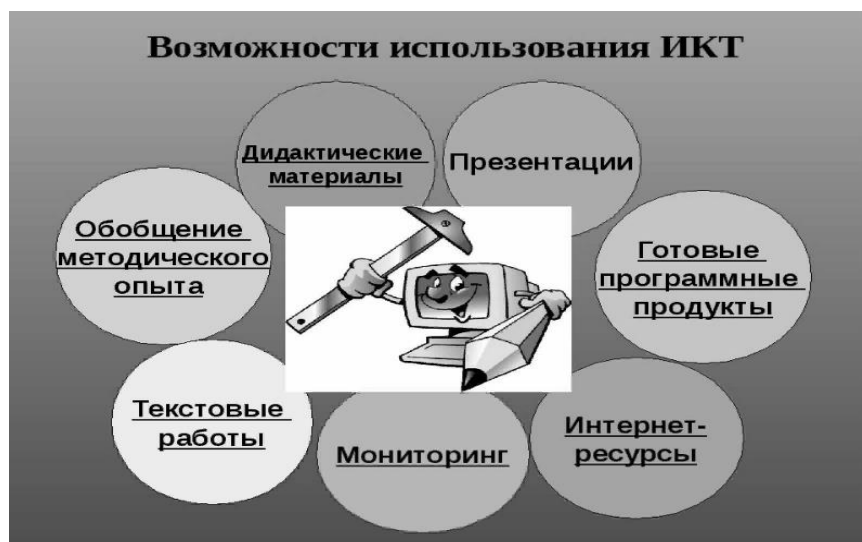 Возможности использования ИКТ
Дидактические
материалы
Презентации
Обобщение
методического
опыта
Готовые
программные
продукты
Текстовые
работы
Мониторинг
Интернет-
ресурсы